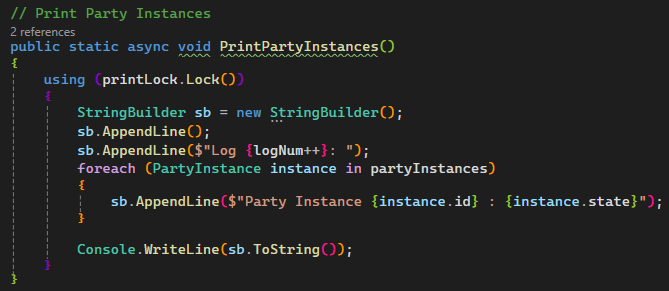 // Print Party Instances
2 references
public static async void PrintPartyInstances()
{
    using (printLock.Lock())
    {
        StringBuilder sb = new StringBuilder();
        sb.AppendLine();
        sb.AppendLine($"Log {logNum++}: ");
        foreach (PartyInstance instance in partyInstances)
        {
            sb.AppendLine($"Party Instance {instance.id} : {instance.state}");
        }
        Console.WriteLine(sb.ToString());
    }
}